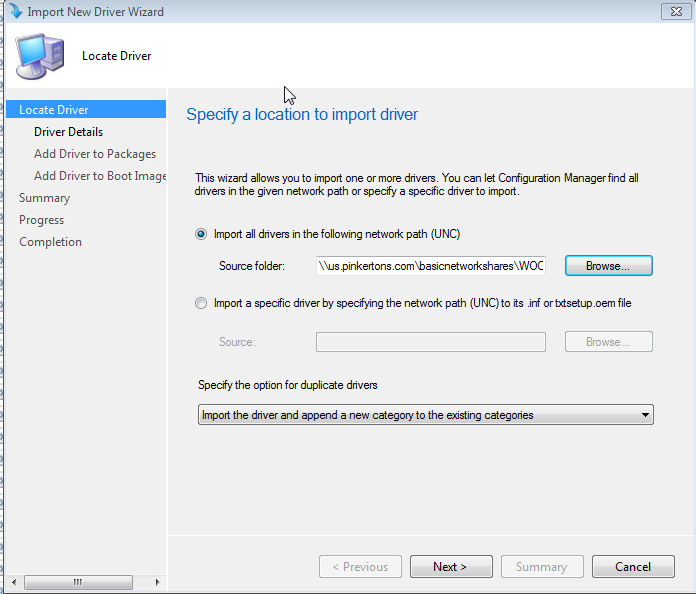 Import New Driver Wizard
Locate Driver
Locate Driver
Driver Details
Add Driver to Packages
Add Driver to Boot Image
Summary
Progress
Completion
Specify a location to import driver
This wizard allows you to import one or more drivers. You can let Configuration Manager find all
drivers in the given network path or specify a specific driver to import.
Import all drivers in the following network path (UNC)
Source folder: \\us.pinkertons.com\basicnetworkshares\WOC Browse...
Import a specific driver by specifying the network path (UNC) to its .inf or txtsetup.oem file
Source: Browse...
Specify the option for duplicate drivers
Import the driver and append a new category to the existing categories
< Previous Next > Summary Cancel